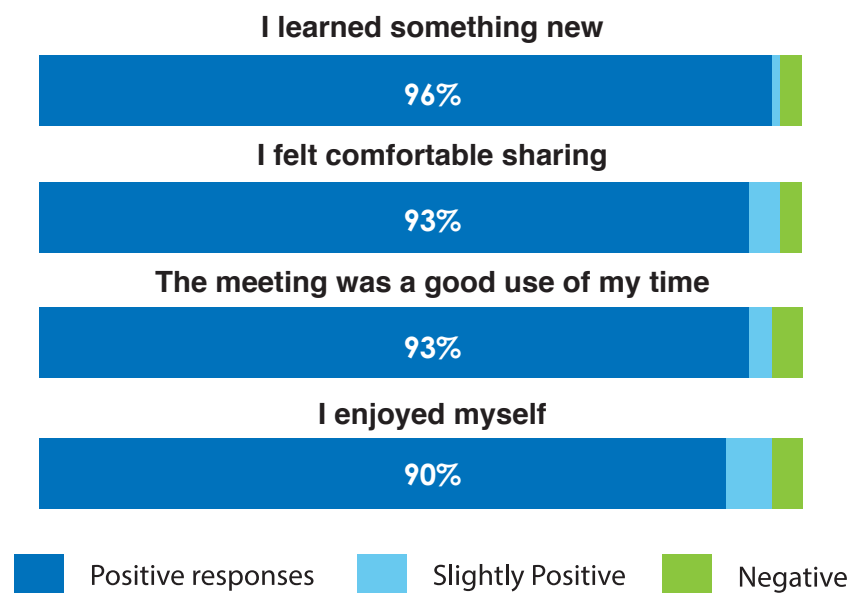 I learned something new
96%
I felt comfortable sharing
93%
The meeting was a good use of my time
93%
I enjoyed myself
90%
Positive responses Slightly Positive Negative